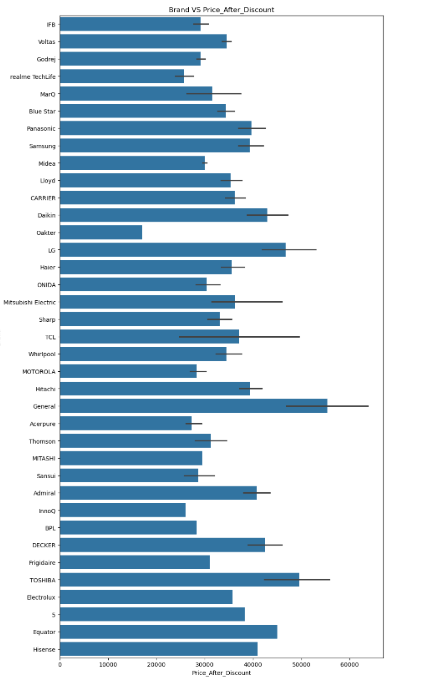 Brand VS Price_After_Discount
IFB
Voltas
Godrej
realme TechLife
MarQ
Blue Star
Panasonic
Samsung
Midea
Lloyd
CARRIER
Daikin
Oakter
LG
Haier
ONIDA
Mitsubishi Electric
Sharp
TCL
Whirlpool
MOTOROLA
Hitachi
General
Acerpure
Thomson
MITASHI
Sansui
Admiral
InnoQ
BPL
DECKER
Frigidaire
TOSHIBA
Electrolux
5
Equator
Hisense
0 10000 20000 30000 40000 50000 60000
Price_After_Discount